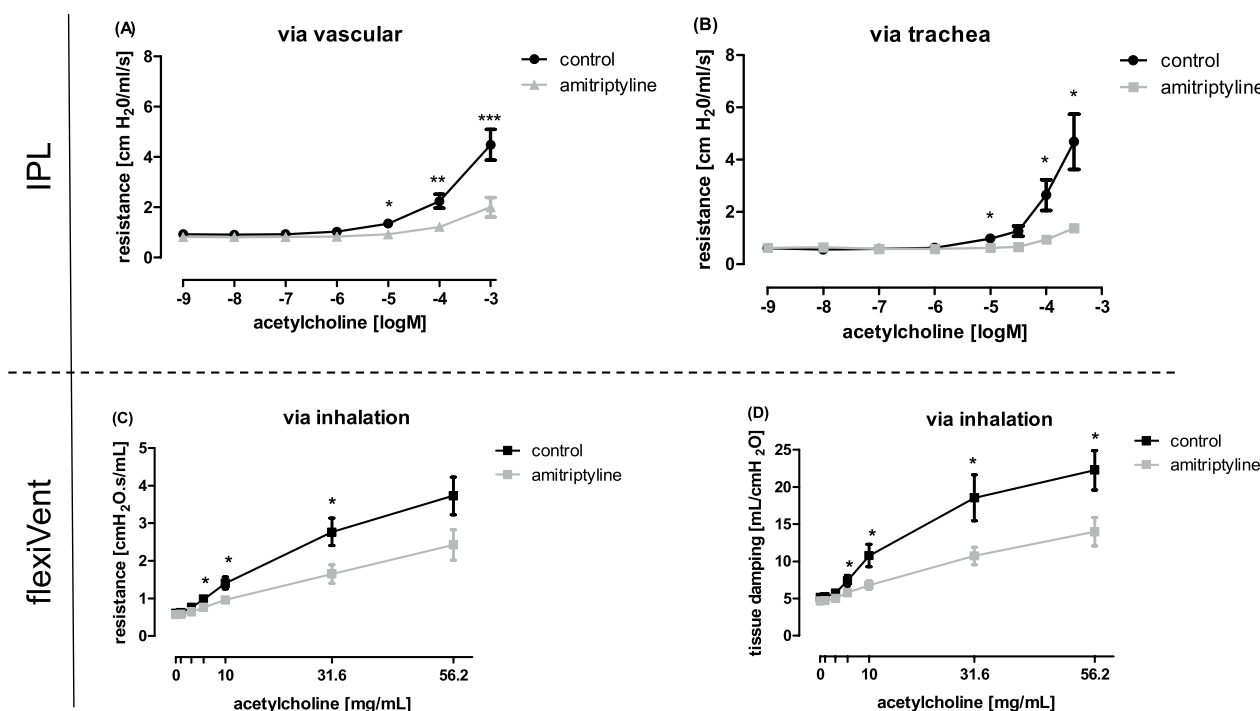 IPL
(A)
via vascular
control
amitriptyline
resistance [cm H20/ml/s]
8
6
4
2
0
***
**
*
-9 -8 -7 -6 -5 -4 -3
acetylcholine [logM]
(B)
via trachea
control
amitriptyline
resistance [cm H20/ml/s]
8
6
4
2
0
*
*
*
-9 -8 -7 -6 -5 -4 -3
acetylcholine [logM]
flexiVent
(C)
via inhalation
control
amitriptyline
resistance [cmH2O.s/mL]
5
4
3
2
1
0
*
*
*
0 10 31.6 56.2
acetylcholine [mg/mL]
(D)
via inhalation
control
amitriptyline
tissue damping [mL/cmH 2O]
25
20
15
10
5
0
*
*
*
*
0 10 31.6 56.2
acetylcholine [mg/mL]